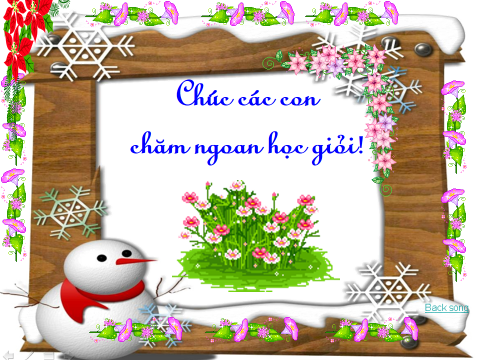 Chúc các con
chăm ngoan học giỏi!
Back song